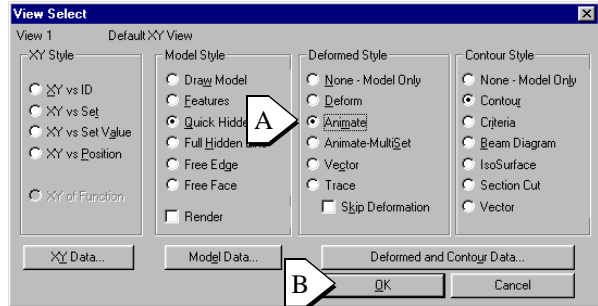 View Select
View 1 Default XY View
XY Style
XY vs ID
XY vs Set
XY vs Set Value
XY vs Position
XY of Function
XY Data...
Model Style
Draw Model
Features
Quick Hidden
Full Hidden Line
Free Edge
Free Face
Render
Model Data...
Deformed Style
None - Model Only
Deform
Animate
Animate-MultiSet
Vector
Trace
Skip Deformation
Contour Style
None - Model Only
Contour
Criteria
Beam Diagram
IsoSurface
Section Cut
Vector
Deformed and Contour Data...
OK
Cancel
A
B